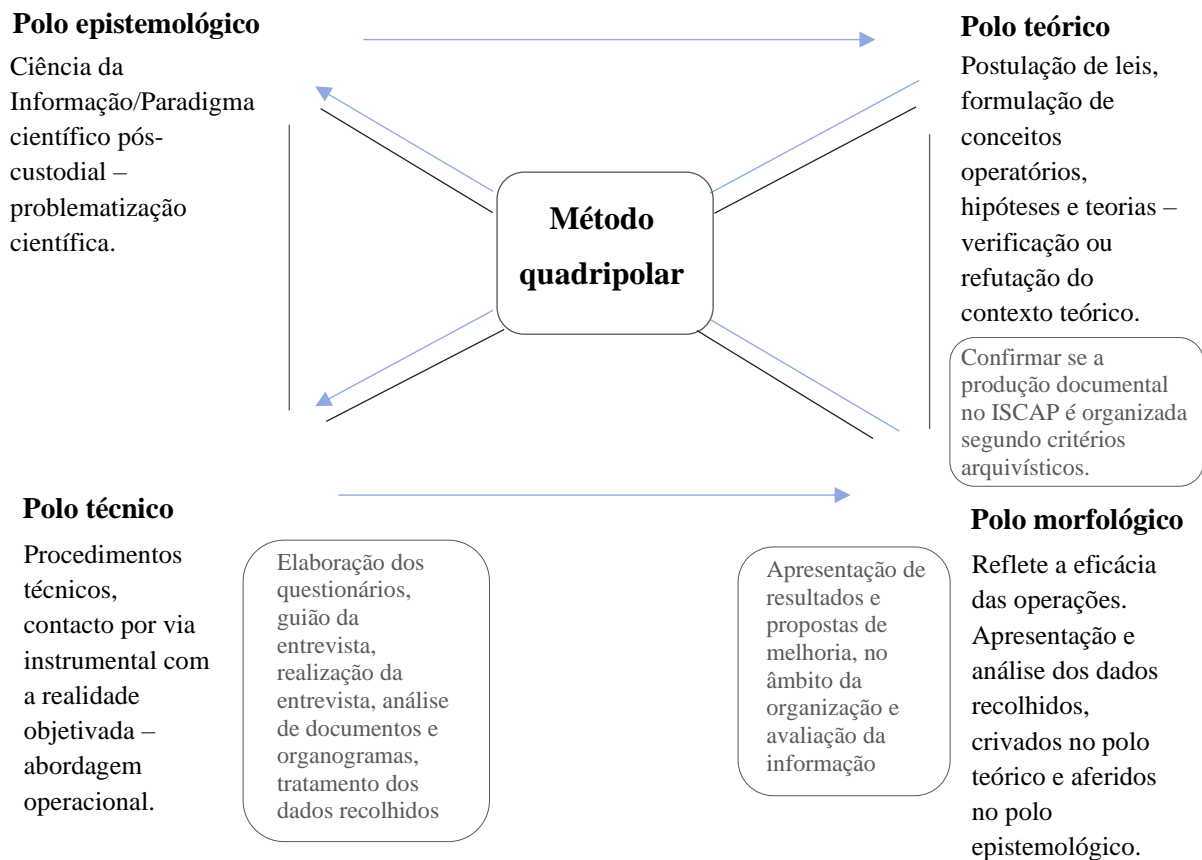 Polo epistemológico
Ciência da
Informação/Paradigma
científico pós-
custodial –
problematização
científica.
Polo teórico
Postulação de leis,
formulação de
conceitos
operatórios,
hipóteses e teorias –
verificação ou
refutação do
contexto teórico.
Confirmar se a
produção documental
no ISCAP é organizada
segundo critérios
arquivísticos.
Método
quadripolar
Polo técnico
Procedimentos
técnicos,
contacto por via
instrumental com
a realidade
objetivada –
abordagem
operacional.
Elaboração dos
questionários,
guião da
entrevista,
realização da
entrevista, análise
de documentos e
organogramas,
tratamento dos
dados recolhidos
Apresentação de
resultados e
propostas de
melhoria, no
âmbito da
organização e
avaliação da
informação
Polo morfológico
Reflete a eficácia
das operações.
Apresentação e
análise dos dados
recolhidos,
crivados no polo
teórico e aferidos
no polo
epistemológico.